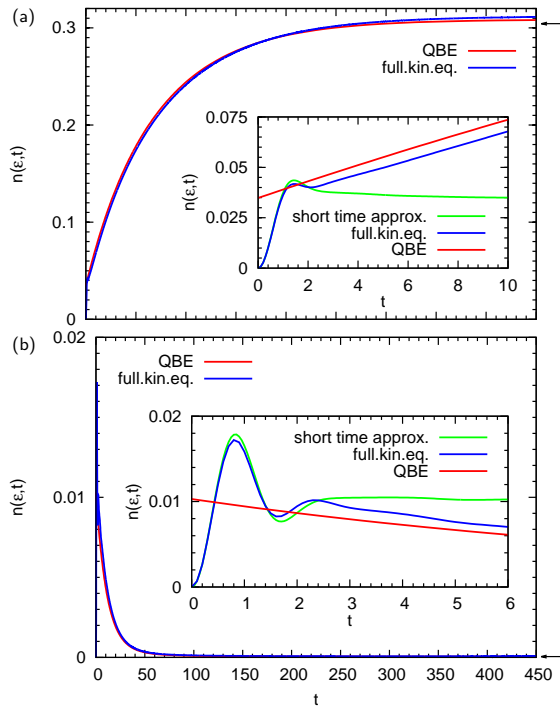 (a)
0.3
0.2
0.1
0
n(ε,t)
QBE
full.kin.eq.
0.075
0.050
0.025
0
n(ε,t)
short time approx.
full.kin.eq.
QBE
0 2 4 6 8 10
t
(b)
0.02
0.01
0
n(ε,t)
QBE
full.kin.eq.
0.02
0.01
0
n(ε,t)
short time approx.
full.kin.eq.
QBE
0 1 2 3 4 5 6
t
0 50 100 150 200 250 300 350 400 450
t